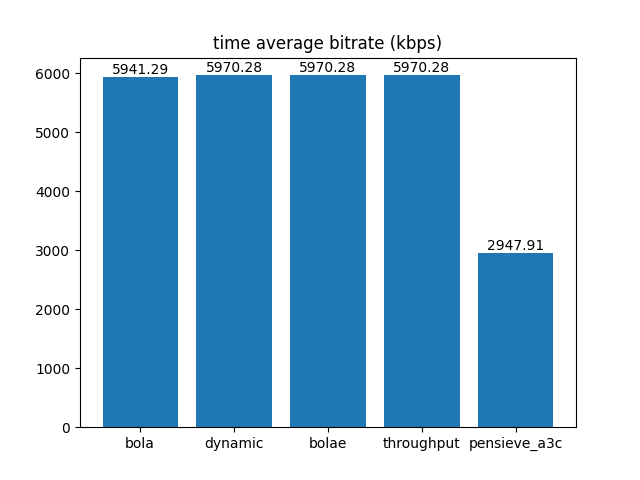 time average bitrate (kbps)
5941.29 5970.28 5970.28 5970.28
2947.91
6000
5000
4000
3000
2000
1000
0
bola dynamic bolae throughput pensieve_a3c